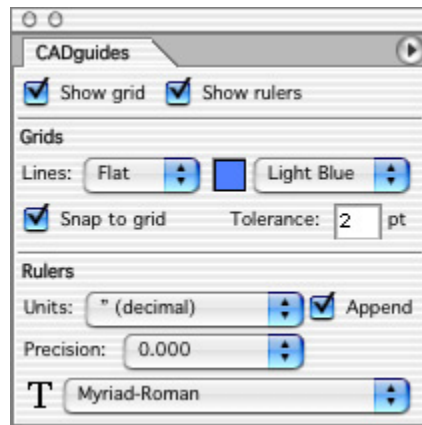 CADguides
Show grid Show rulers
Grids
Lines: Flat Light Blue
Snap to grid Tolerance: 2 pt
Rulers
Units: " (decimal) Append
Precision: 0.000
T Myriad-Roman